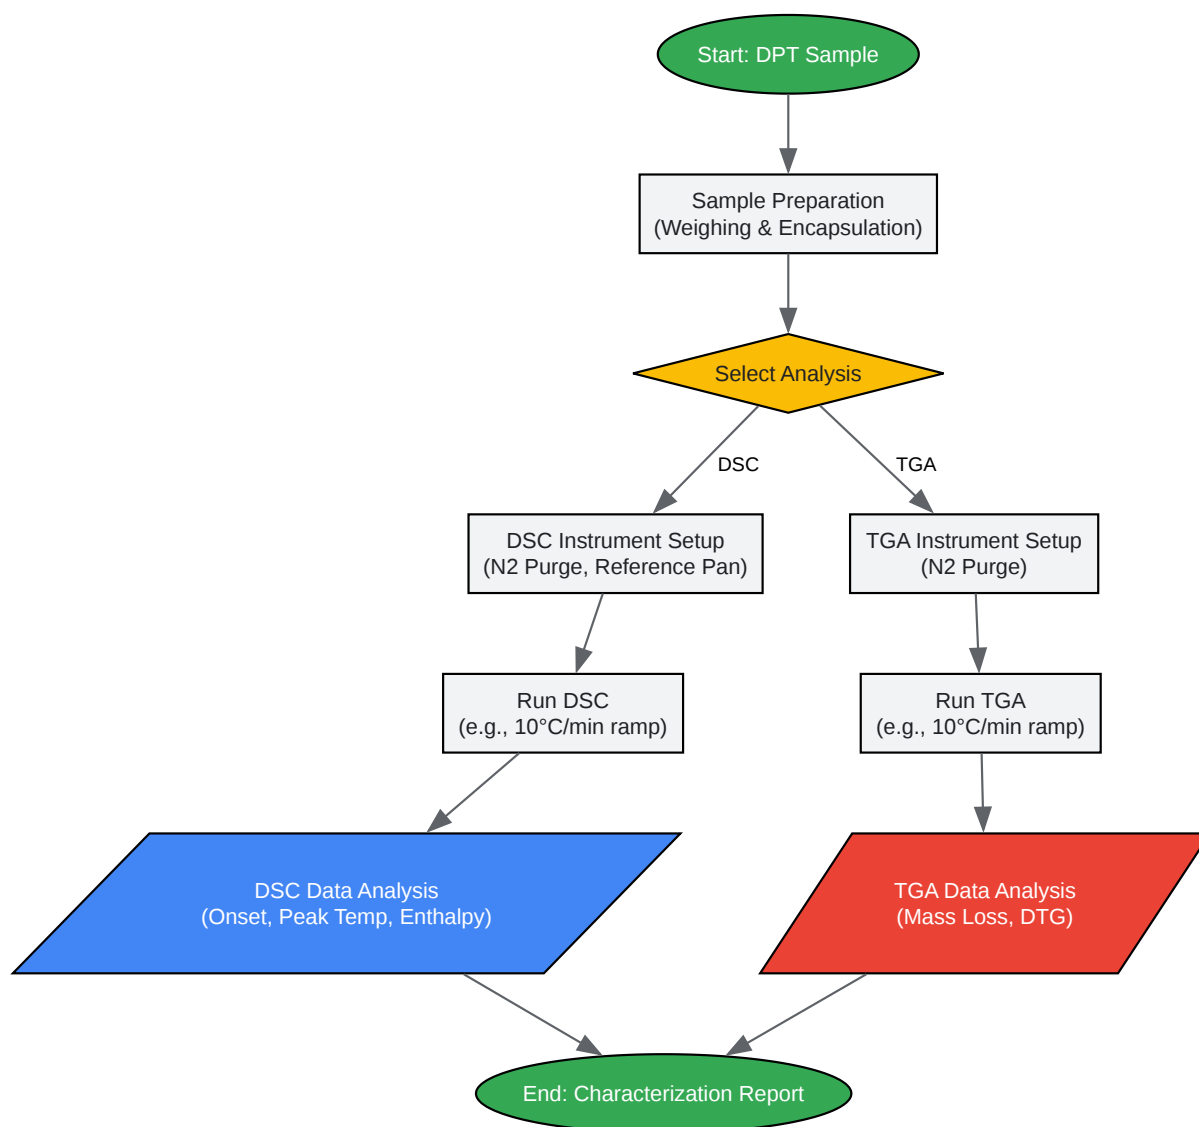 Start: DPT Sample
Sample Preparation
(Weighing & Encapsulation)
Select Analysis
DSC
TGA
DSC Instrument Setup
(N2 Purge, Reference Pan)
TGA Instrument Setup
(N2 Purge)
Run DSC
(e.g., 10°C/min ramp)
Run TGA
(e.g., 10°C/min ramp)
DSC Data Analysis
(Onset, Peak Temp, Enthalpy)
TGA Data Analysis
(Mass Loss, DTG)
End: Characterization Report